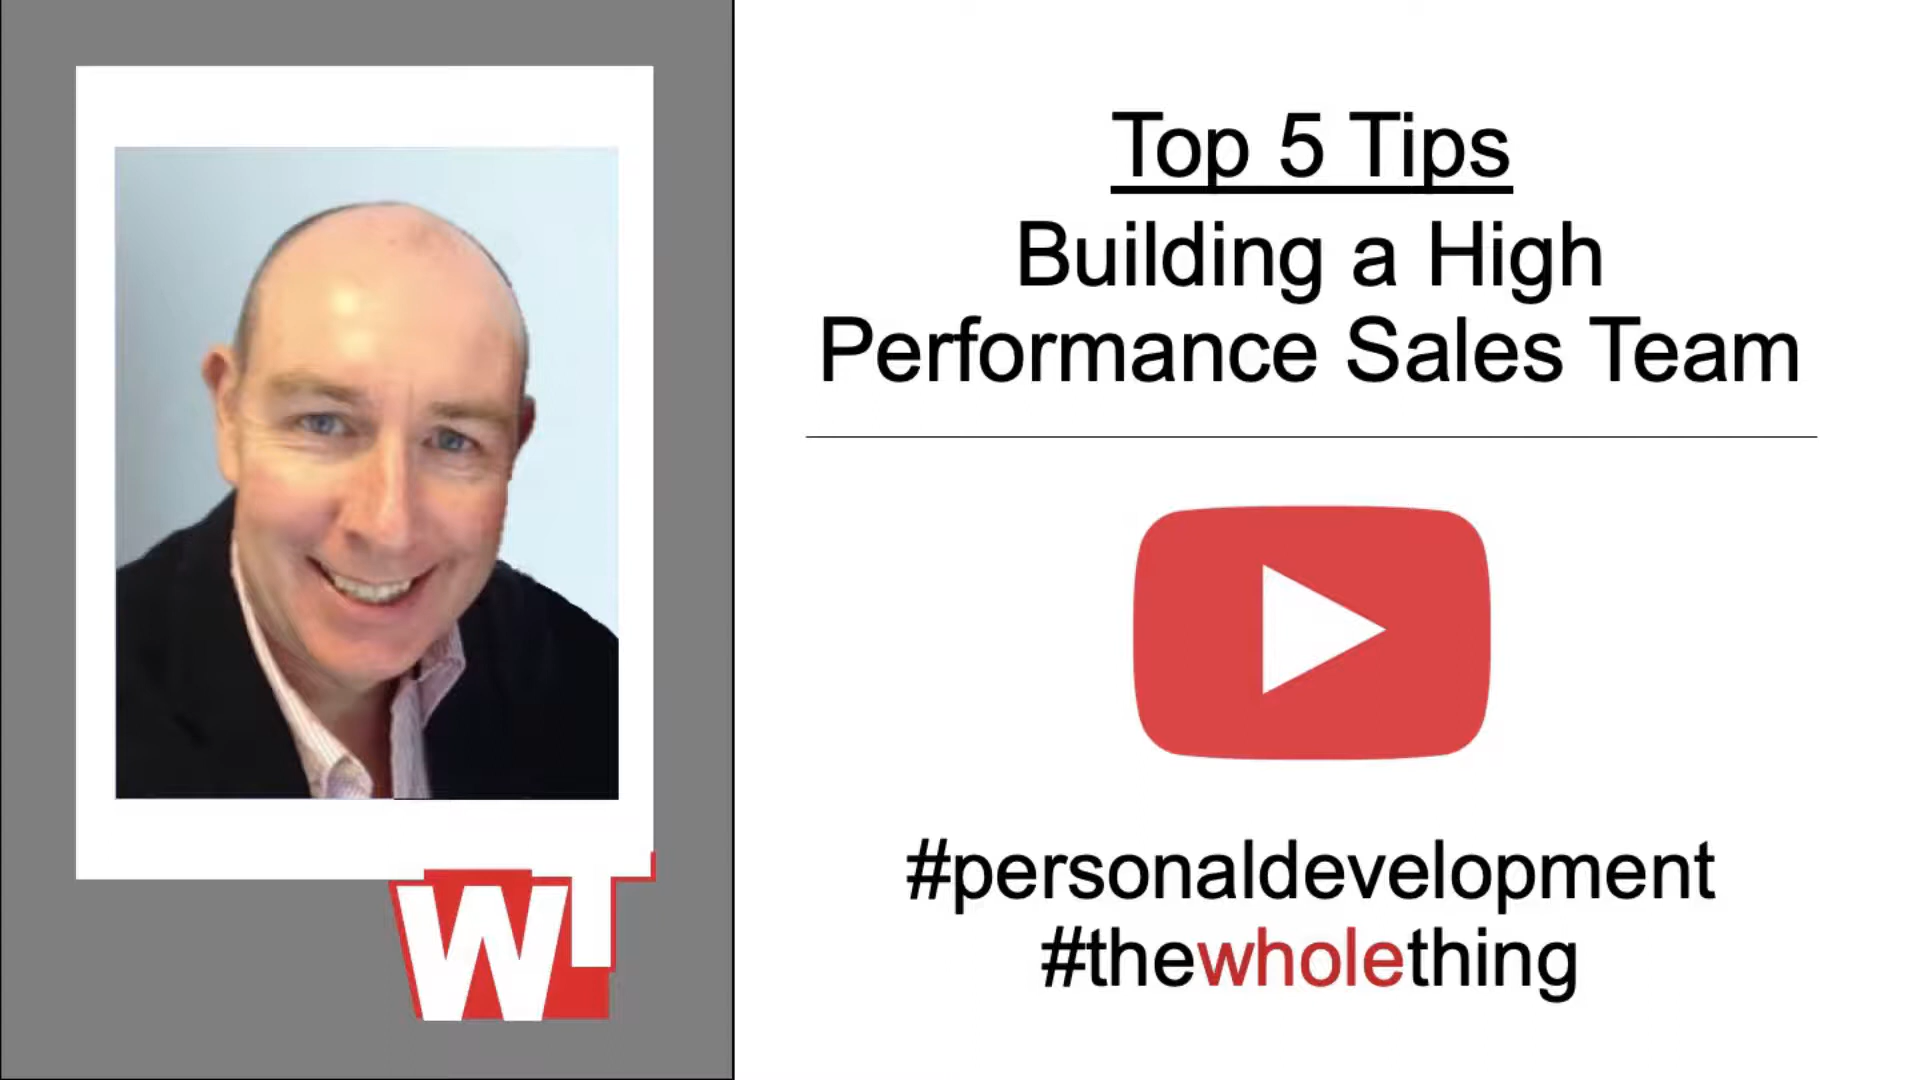 Top 5 Tips
Building a High
Performance Sales Team
#personaldevelopment
#thewholething
WT